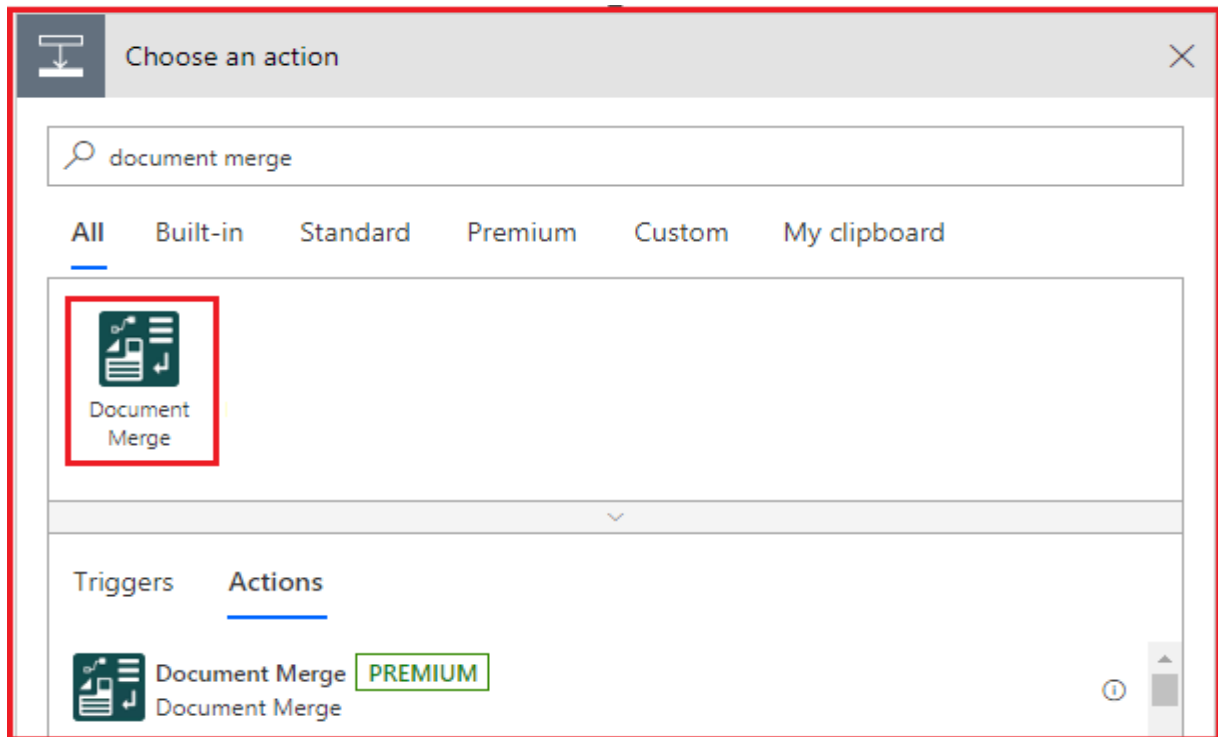 Choose an action
document merge
All Built-in Standard Premium Custom My clipboard
Document
Merge
Triggers Actions
Document Merge PREMIUM
Document Merge